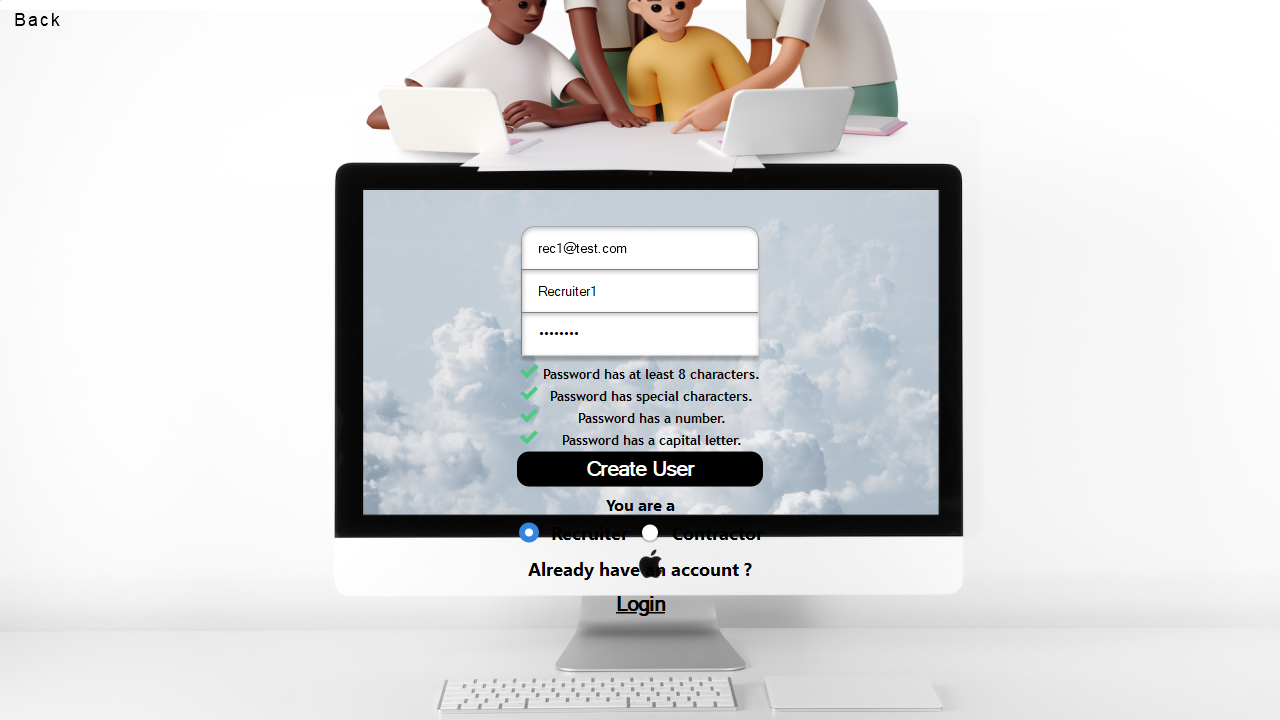 Back
rec1@test.com
Recruiter1
••••••••
Password has at least 8 characters.
Password has special characters.
Password has a number.
Password has a capital letter.
Create User
You are a
Recruiter Contractor
Already have an account ?
Login